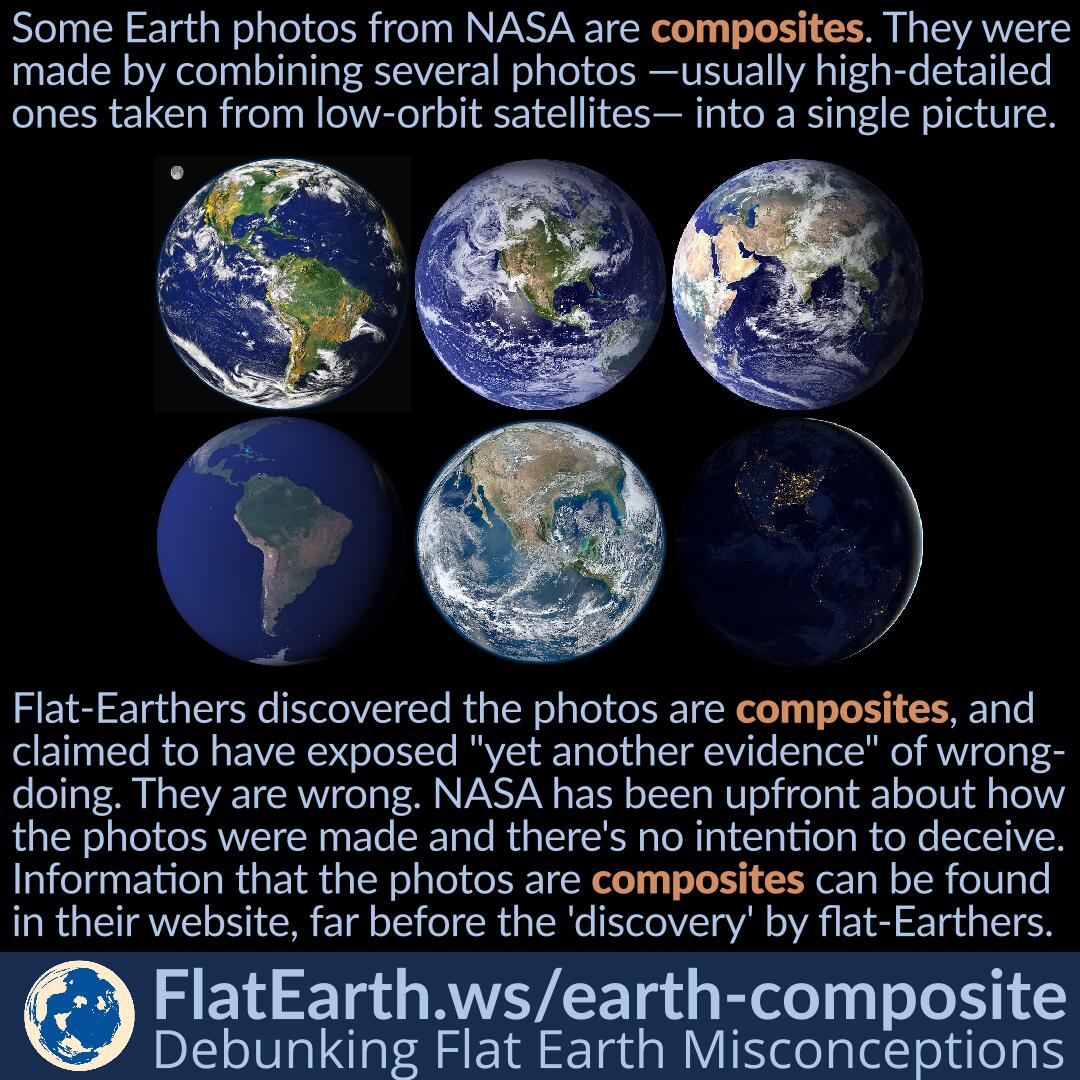 Some Earth photos from NASA are composites. They were
made by combining several photos —usually high-detailed
ones taken from low-orbit satellites— into a single picture.
Flat-Earthers discovered the photos are composites, and
claimed to have exposed "yet another evidence" of wrong-
doing. They are wrong. NASA has been upfront about how
the photos were made and there's no intention to deceive.
Information that the photos are composites can be found
in their website, far before the 'discovery' by flat-Earthers.
FlatEarth.ws/earth-composite
Debunking Flat Earth Misconceptions